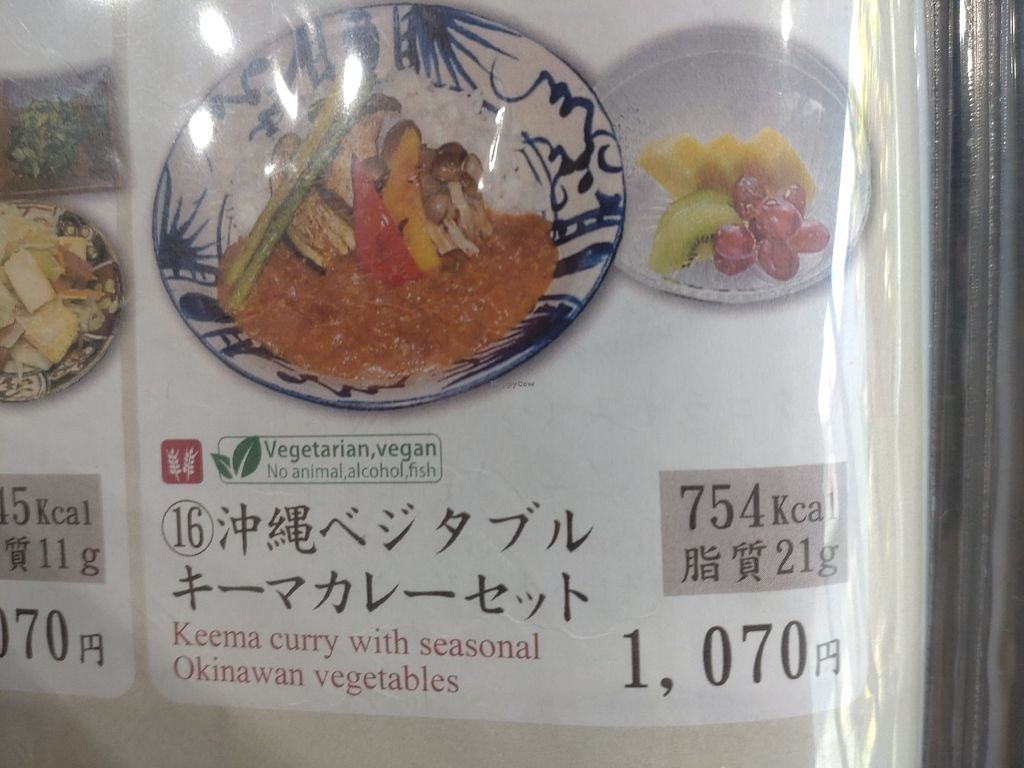 HappyCow
Vegetarian,vegan
No animal,alcohol,fish
45Kcal
質11g
070円
⑯沖縄ベジタブル
キーマカレーセット
Keema curry with seasonal
Okinawan vegetables
754Kcal
脂質21g
1,070円